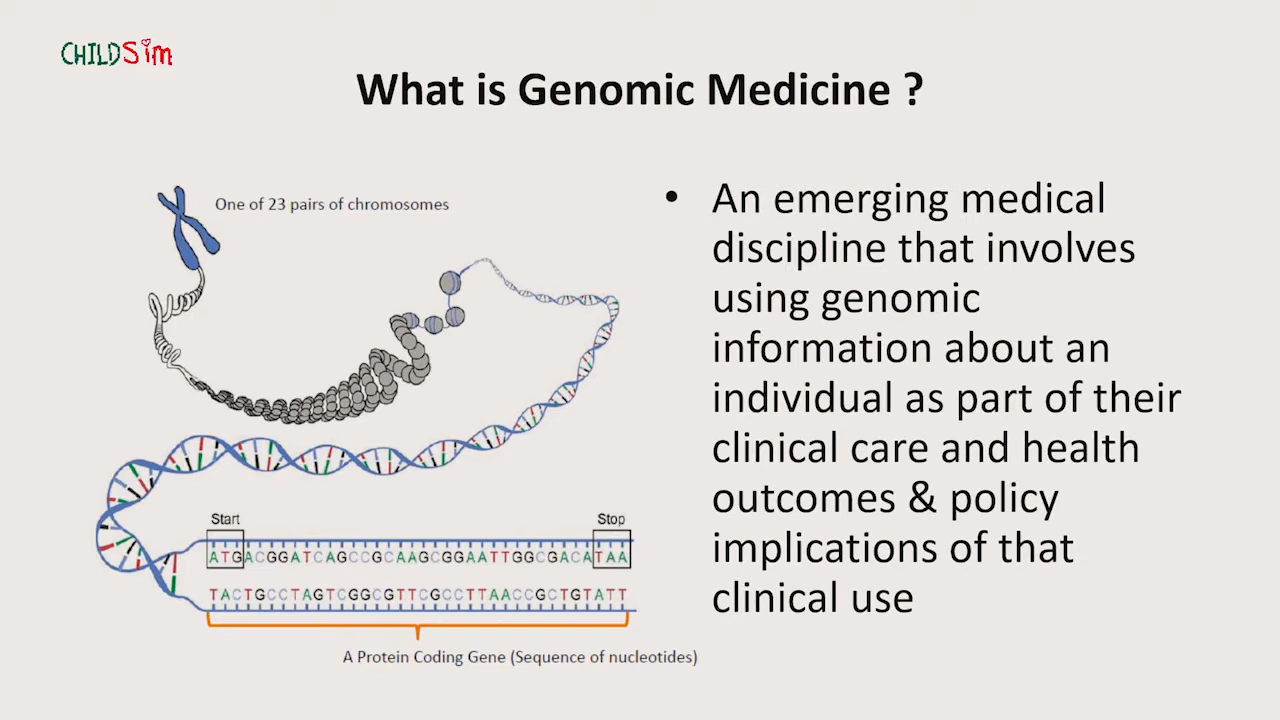 CHILDSim
What is Genomic Medicine ?
One of 23 pairs of chromosomes
Start
Stop
ATGACGGATCAGCCGCAAGCGGAATTGGCGACATAA
TACTGCCTAGTCGGCGTTCGCCTTAACCGCTGTATT
A Protein Coding Gene (Sequence of nucleotides)
• An emerging medical
discipline that involves
using genomic
information about an
individual as part of their
clinical care and health
outcomes & policy
implications of that
clinical use